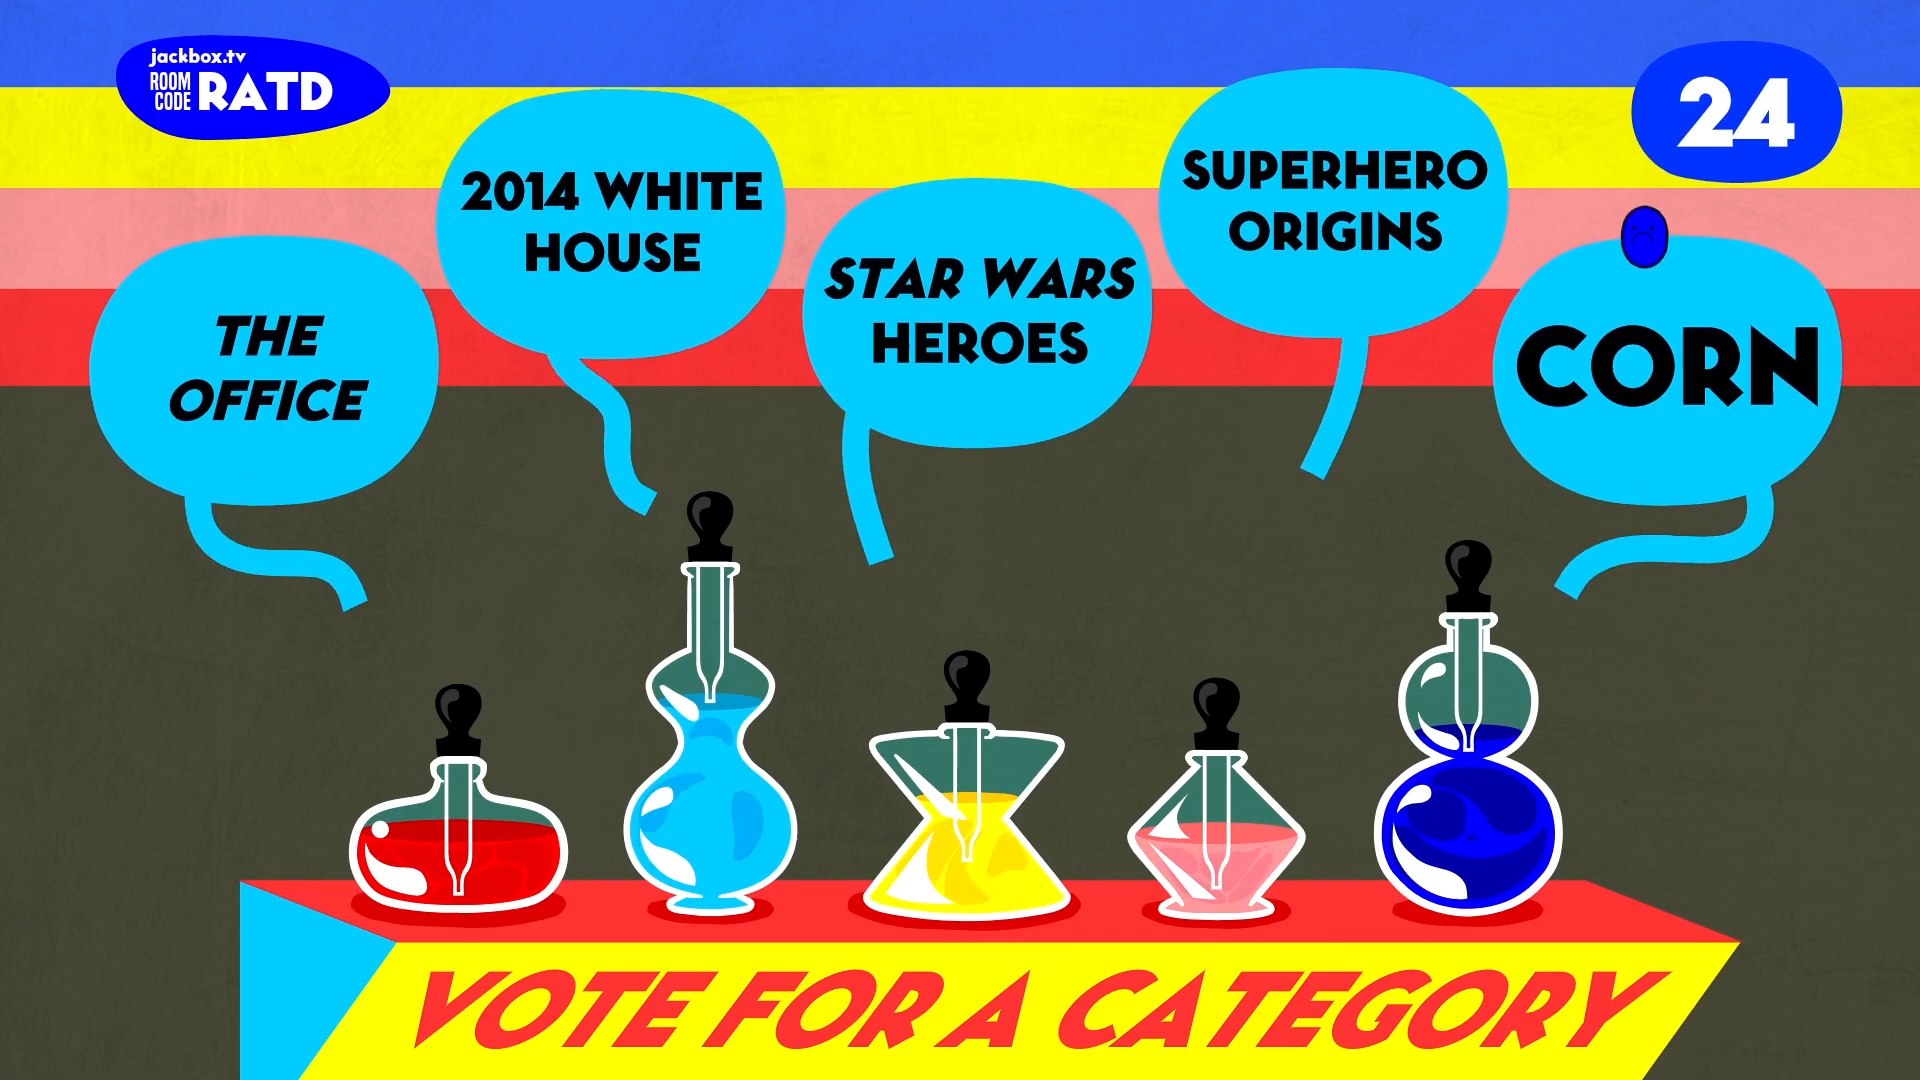 jackbox.tv
ROOM
CODE
RATD
24
THE
OFFICE
2014 WHITE
HOUSE
STAR WARS
HEROES
SUPERHERO
ORIGINS
CORN
VOTE FOR A CATEGORY